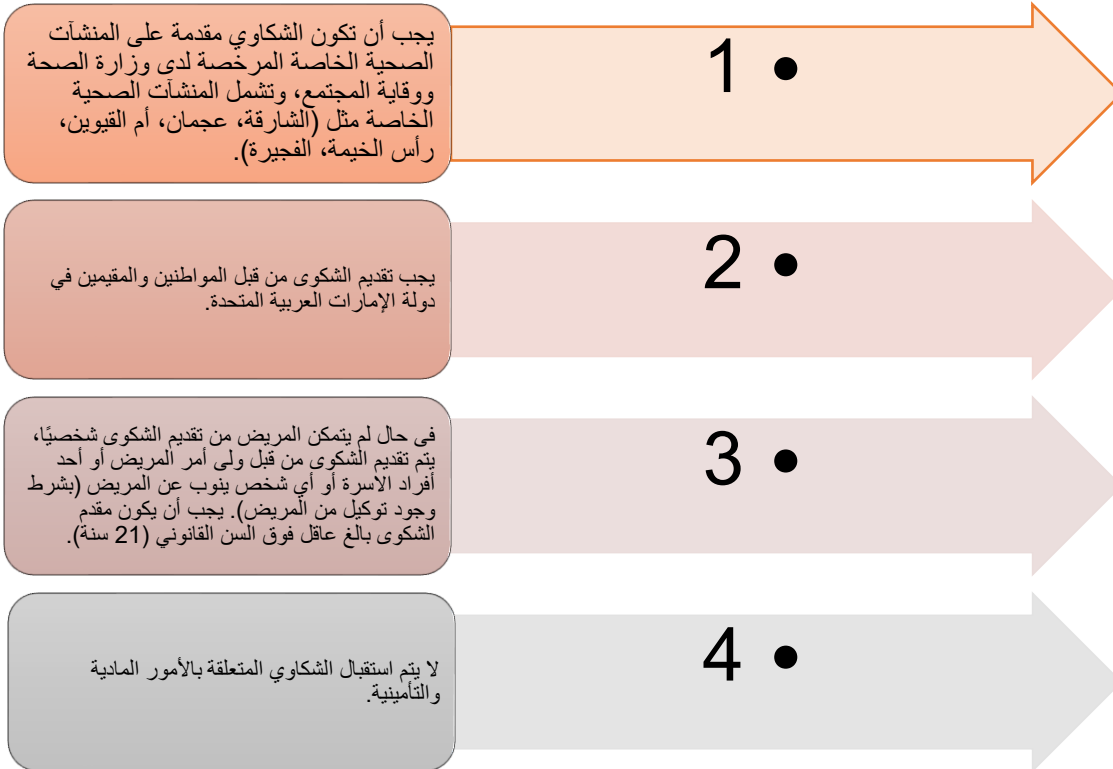 1 •
يجب أن تكون الشكاوي مقدمة على المنشآت
الصحية الخاصة المرخصة لدى وزارة الصحة
ووقاية المجتمع، وتشمل المنشآت الصحية
الخاصة مثل (الشارقة، عجمان، أم القيوين،
رأس الخيمة، الفجيرة).
2 •
يجب تقديم الشكوى من قبل المواطنين والمقيمين في
دولة الإمارات العربية المتحدة.
3 •
في حال لم يتمكن المريض من تقديم الشكوى شخصيًا،
يتم تقديم الشكوى من قبل ولى أمر المريض أو أحد
أفراد الاسرة أو أي شخص ينوب عن المريض (بشرط
وجود توكيل من المريض). يجب أن يكون مقدم
الشكوى بالغ عاقل فوق السن القانوني (21 سنة).
4 •
لا يتم استقبال الشكاوي المتعلقة بالأمور المادية
والتأمينية.